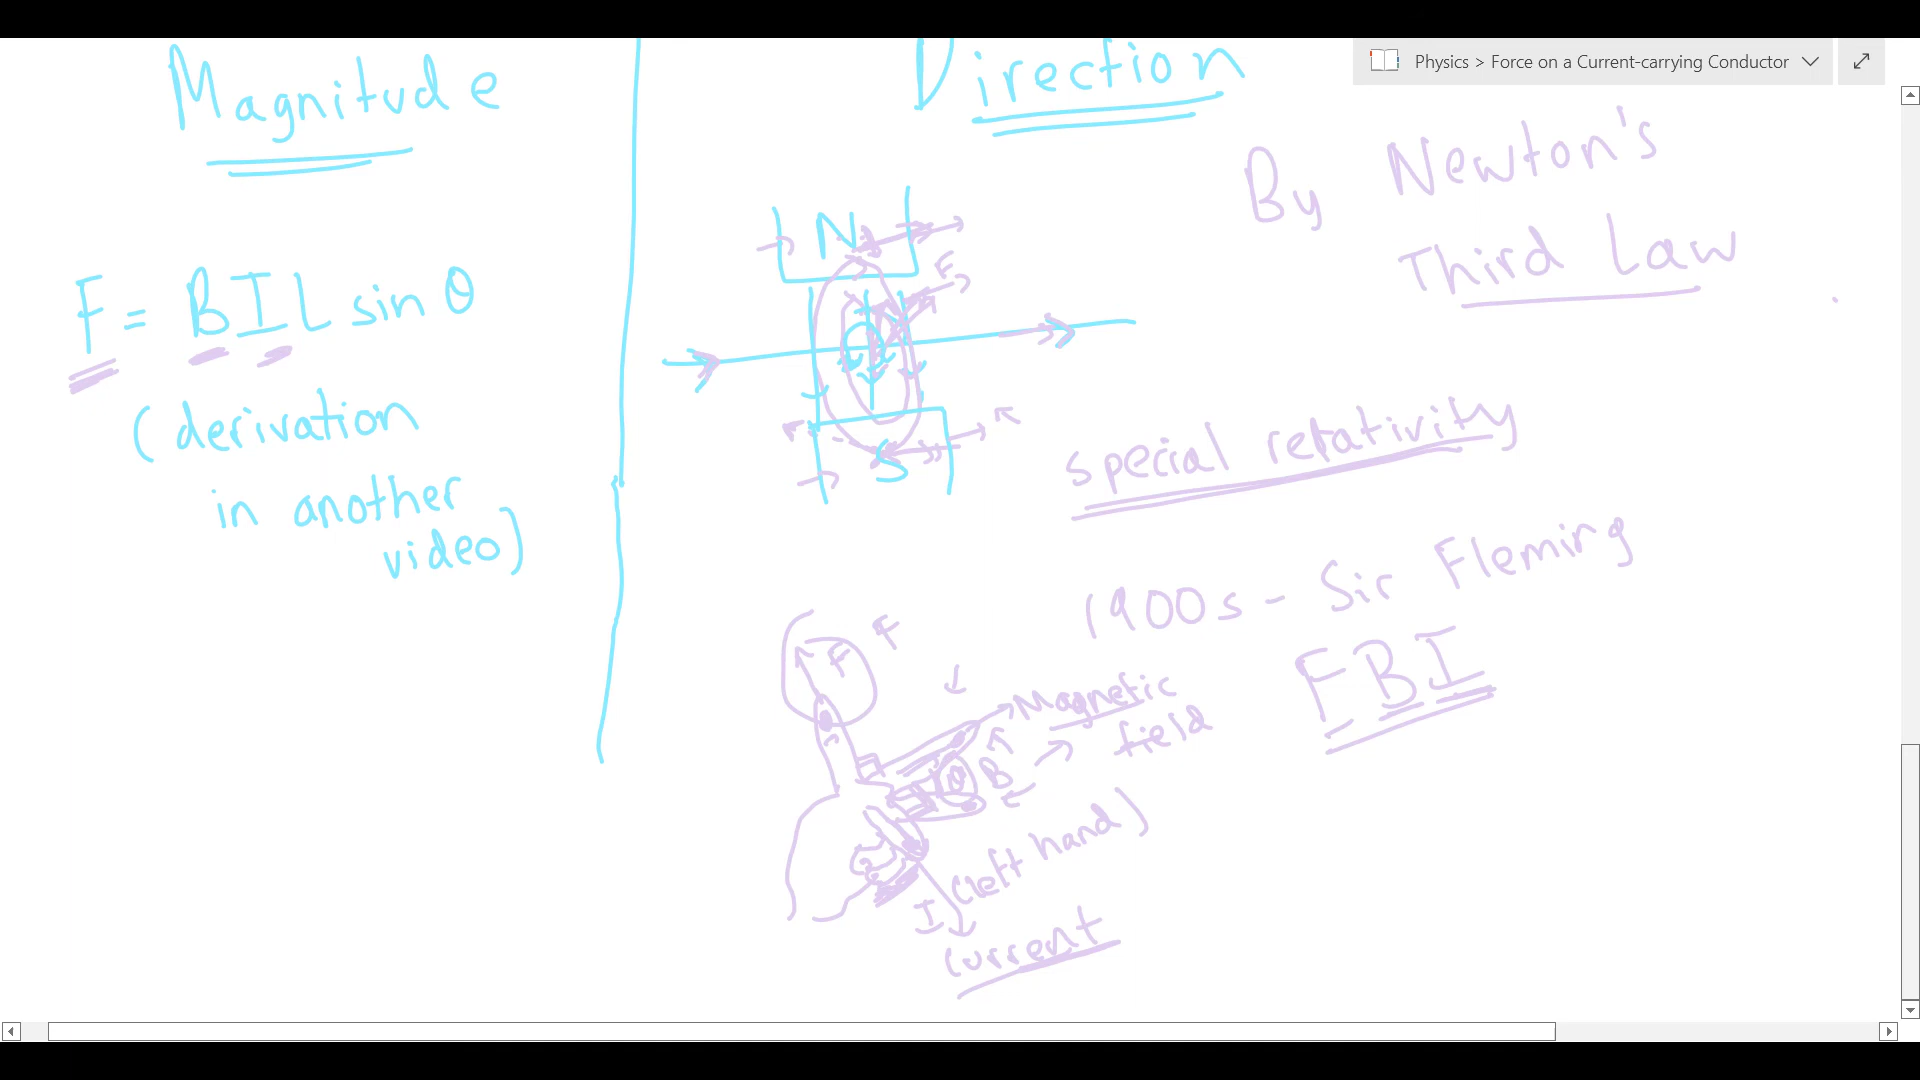 Physics > Force on a Current-carrying Conductor
Magnitude
F = BIL sin θ
(derivation
in another
video)
Direction
N
F
S
By Newton's
Third Law
special relativity
1900s - Sir Fleming
FBI
F
F
Magnetic
field
B
θ
(left hand)
I
current